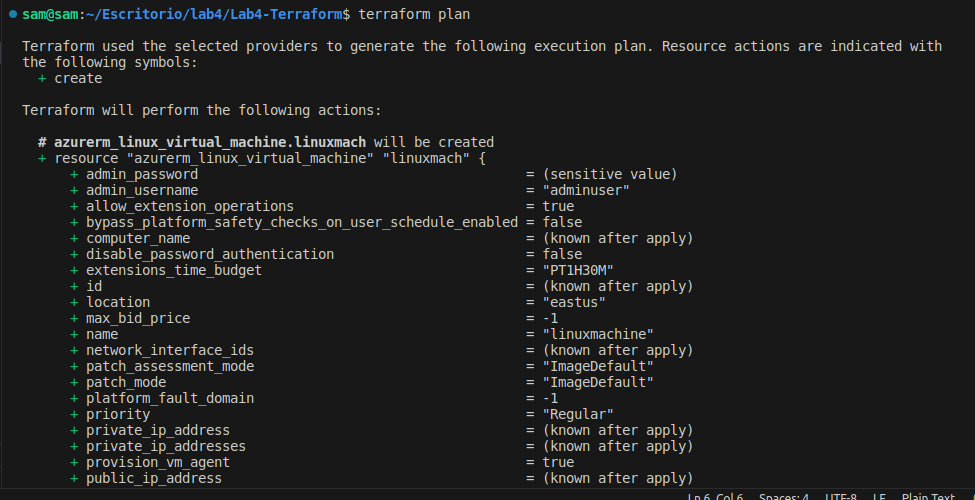 sam@sam:~/Escritorio/lab4/Lab4-Terraform$ terraform plan
Terraform used the selected providers to generate the following execution plan. Resource actions are indicated with
the following symbols:
+ create
Terraform will perform the following actions:
# azurerm_linux_virtual_machine.linuxmach will be created
+ resource "azurerm_linux_virtual_machine" "linuxmach" {
+ admin_password = (sensitive value)
+ admin_username = "adminuser"
+ allow_extension_operations = true
+ bypass_platform_safety_checks_on_user_schedule_enabled = false
+ computer_name = (known after apply)
+ disable_password_authentication = false
+ extensions_time_budget = "PT1H30M"
+ id = (known after apply)
+ location = "eastus"
+ max_bid_price = -1
+ name = "linuxmachine"
+ network_interface_ids = (known after apply)
+ patch_assessment_mode = "ImageDefault"
+ patch_mode = "ImageDefault"
+ platform_fault_domain = -1
+ priority = "Regular"
+ private_ip_address = (known after apply)
+ private_ip_addresses = (known after apply)
+ provision_vm_agent = true
+ public_ip_address = (known after apply)
Ln 6, Col 6 Spaces: 4 UTF-8 LF Plain Text